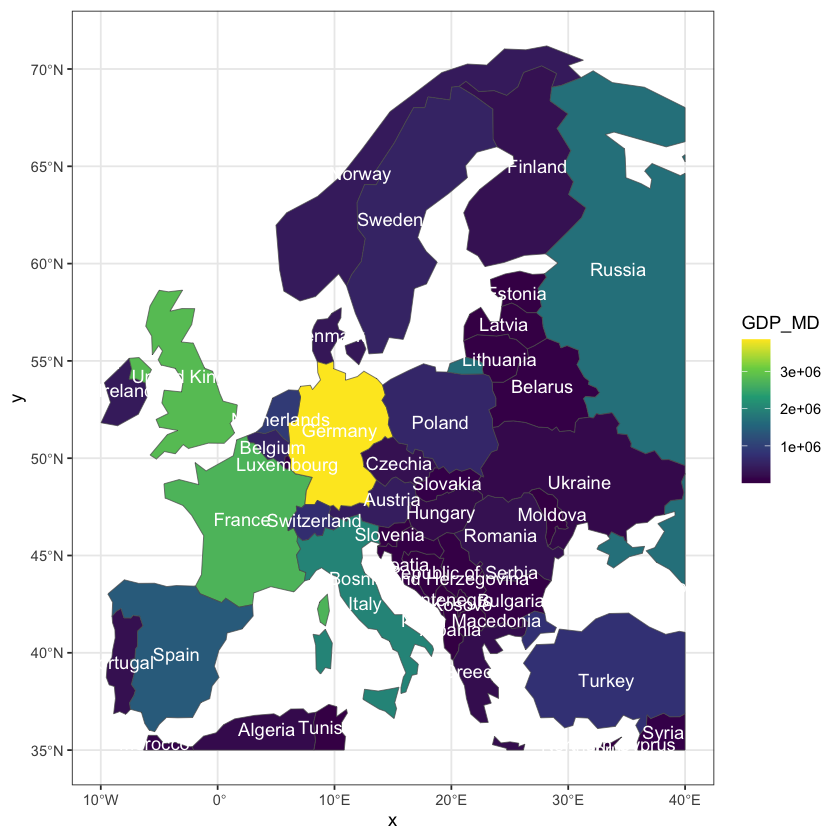 70°N
65°N
60°N
55°N
50°N
45°N
40°N
35°N
y
Norway
Finland
Sweden
Russia
Estonia
Latvia
Denmark
Lithuania
Ireland
United Kin
Belarus
Netherlands
Germany
Poland
Belgium
Luxembourg
Czechia
Slovakia
Ukraine
Austria
Hungary
Moldova
France
Switzerland
Slovenia
Romania
Croatia
Republic of Serbia
Bosnia and Herzegovina
Italy
Montenegro
Kosovo
Bulgaria
Macedonia
Albania
Spain
Portugal
Greece
Turkey
Algeria
Tunis
Morocco
Syria
Cyprus
10°W
0°
10°E
20°E
30°E
40°E
x
GDP_MD
3e+06
2e+06
1e+06